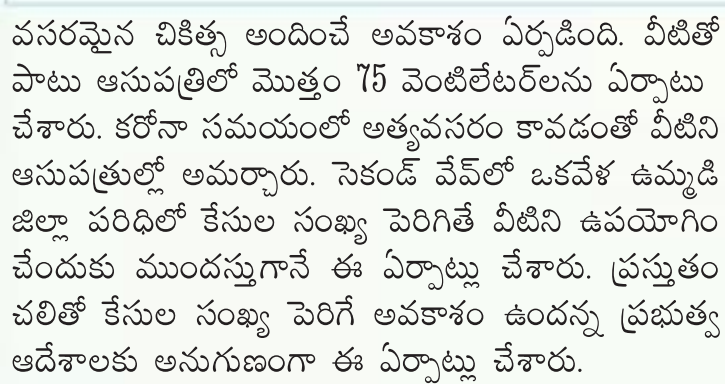 వసరమైన చికిత్స అందించే అవకాశం ఏర్పడింది. వీటితో
పాటు ఆసుపత్రిలో మొత్తం 75 వెంటిలేటర్‌లను ఏర్పాటు
చేశారు. కరోనా సమయంలో అత్యవసరం కావడంతో వీటిని
ఆసుపత్రుల్లో అమర్చారు. సెకండ్ వేవ్‌లో ఒకవేళ ఉమ్మడి
జిల్లా పరిధిలో కేసుల సంఖ్య పెరిగితే వీటిని ఉపయోగిం
చేందుకు ముందస్తుగానే ఈ ఏర్పాట్లు చేశారు. ప్రస్తుతం
చలితో కేసుల సంఖ్య పెరిగే అవకాశం ఉందన్న ప్రభుత్వ
ఆదేశాలకు అనుగుణంగా ఈ ఏర్పాట్లు చేశారు.